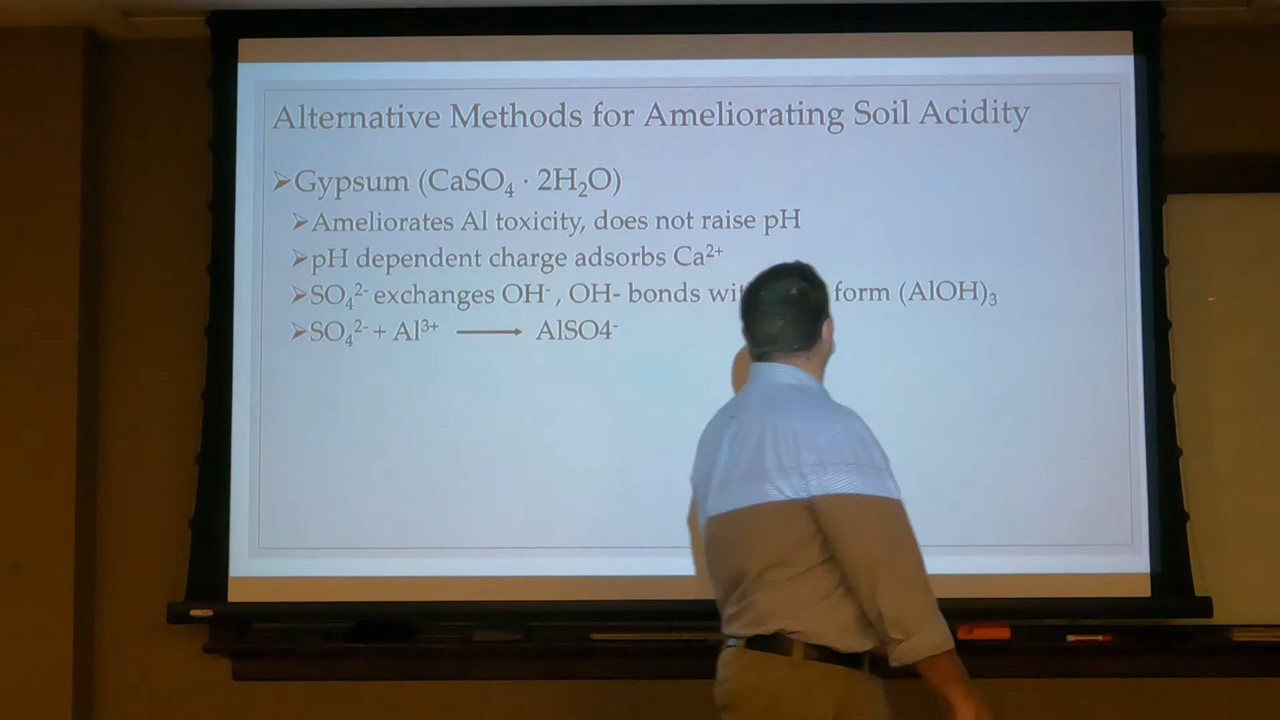 Alternative Methods for Ameliorating Soil Acidity
➢Gypsum (CaSO₄ · 2H₂O)
➢Ameliorates Al toxicity, does not raise pH
➢pH dependent charge adsorbs Ca²⁺
➢SO₄²⁻ exchanges OH⁻ , OH- bonds form (AlOH)₃
➢SO₄²⁻ + Al³⁺ ⟶ AlSO4⁻